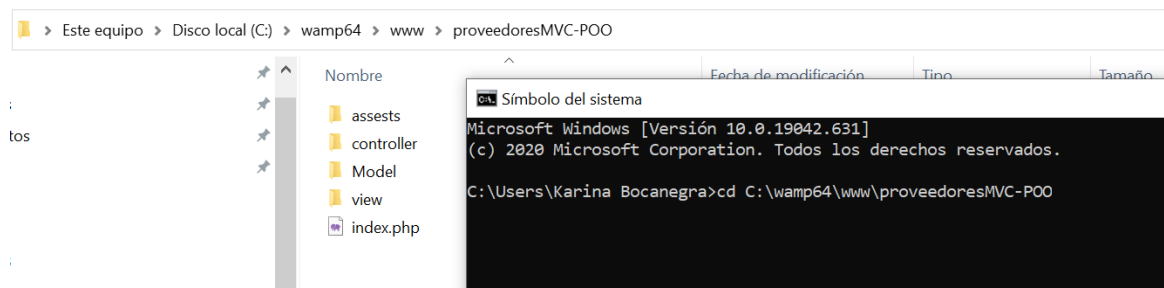 Este equipo > Disco local (C:) > wamp64 > www > proveedoresMVC-POO
Nombre
Fecha de modificación
Tipo
Tamaño
tos
assests
controller
Model
view
index.php
Símbolo del sistema
Microsoft Windows [Versión 10.0.19042.631]
(c) 2020 Microsoft Corporation. Todos los derechos reservados.
C:\Users\Karina Bocanegra>cd C:\wamp64\www\proveedoresMVC-POO